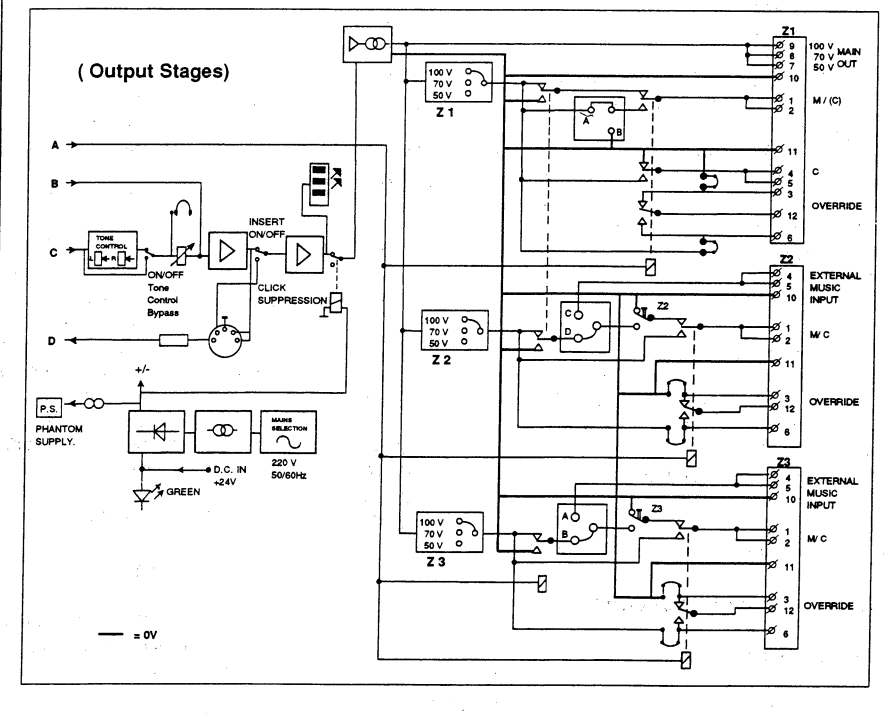 ( Output Stages)
A
B
C
D
TONE
CONTROL
L
R
ON/OFF
Tone
Control
Bypass
INSERT
ON/OFF
CLICK
SUPPRESSION
+/-
P.S.
PHANTOM
SUPPLY.
MAINS
SELECTION
220 V
50/60Hz
D.C. IN
+24V
GREEN
= 0V
100 V
70 V
50 V
Z 1
A
B
Z1
9
8
7
100 V
70 V
50 V
MAIN
OUT
10
1
2
M / (C)
11
4
5
3
C
12
OVERRIDE
6
100 V
70 V
50 V
Z 2
C
D
Z2
Z2
4
5
10
EXTERNAL
MUSIC
INPUT
1
2
M/ C
11
3
12
OVERRIDE
6
100 V
70 V
50 V
Z 3
A
B
Z3
Z3
4
5
10
EXTERNAL
MUSIC
INPUT
1
2
M/ C
11
3
12
OVERRIDE
6